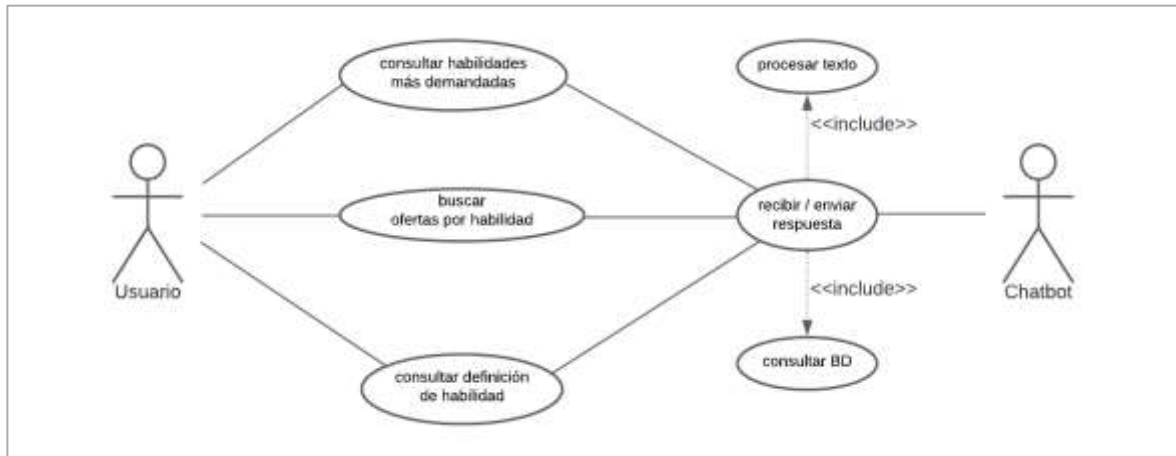 consultar habilidades
más demandadas
procesar texto
<<include>>
buscar
ofertas por habilidad
recibir / enviar
respuesta
Usuario
<<include>>
Chatbot
consultar definición
de habilidad
consultar BD